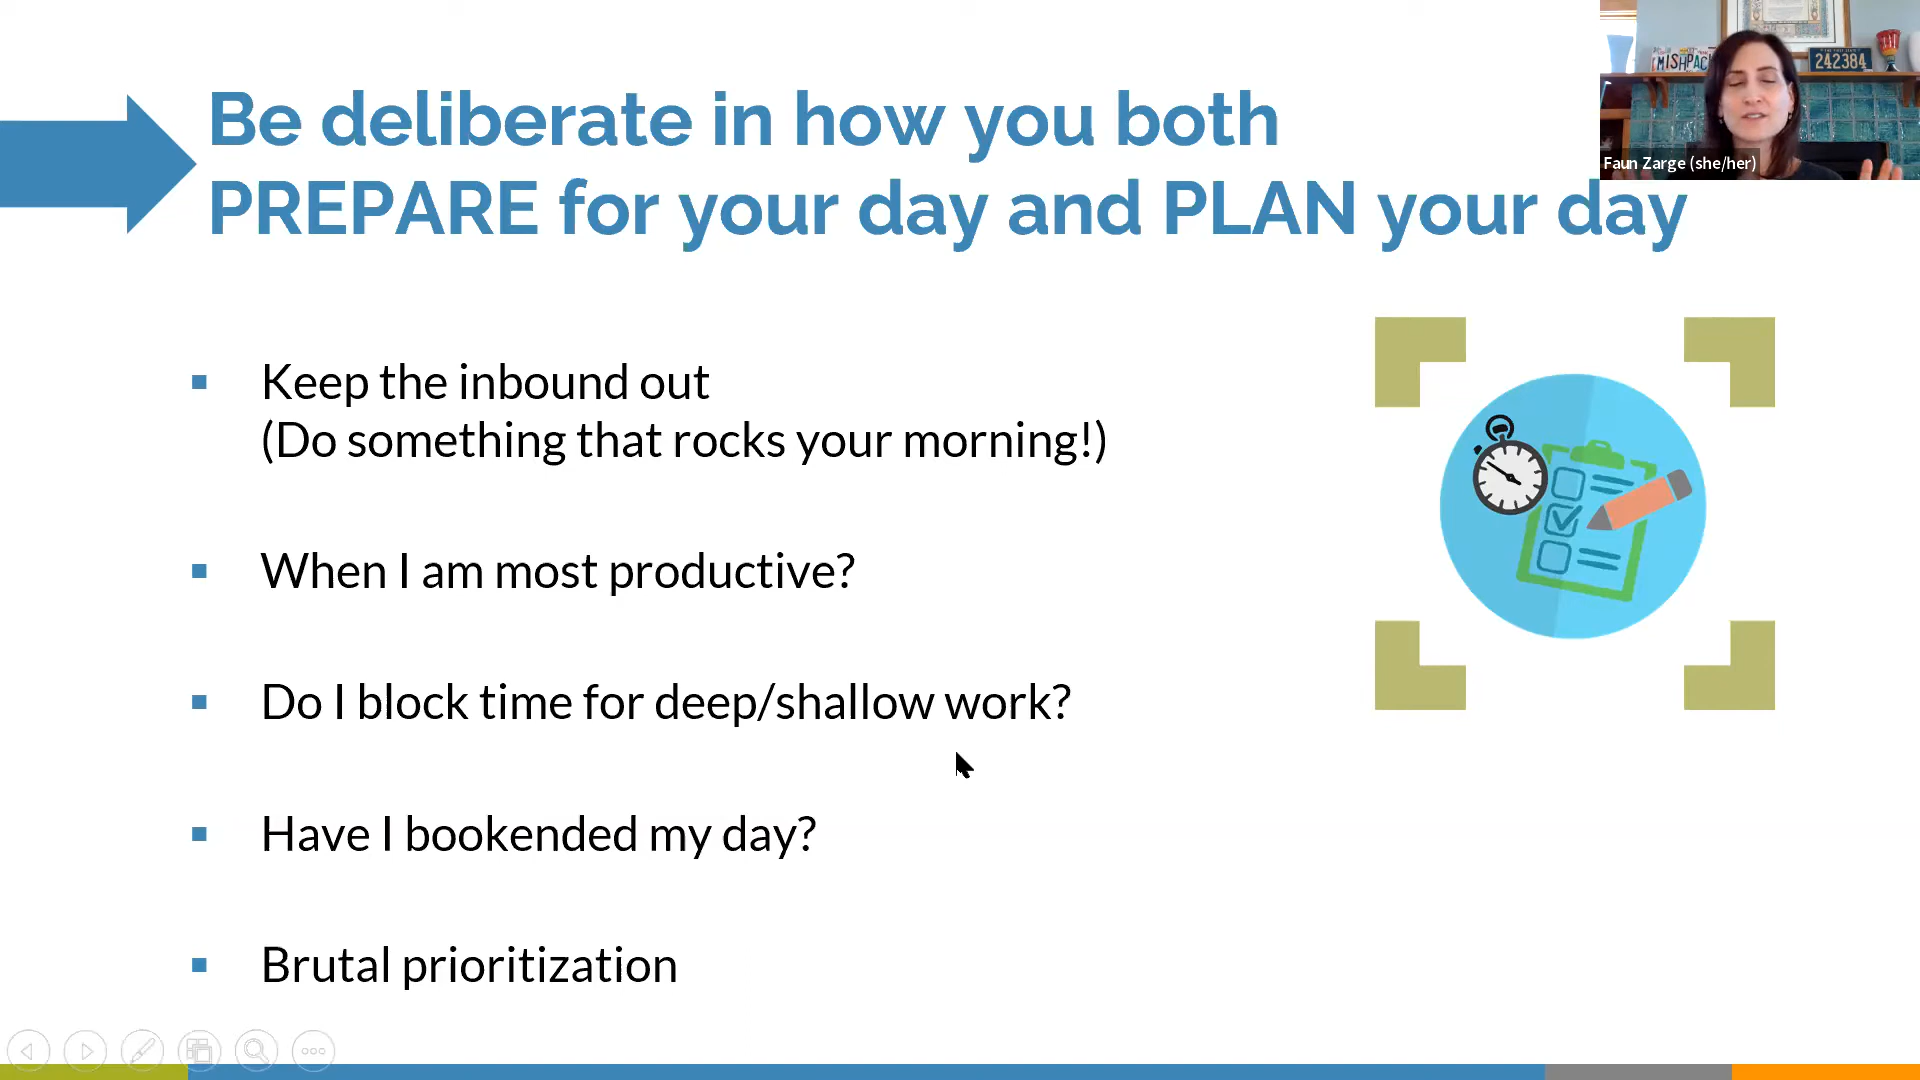 Be deliberate in how you both
PREPARE for your day and PLAN your day
MISHPAC
242384
Faun Zarge (she/her)
Keep the inbound out
(Do something that rocks your morning!)
When I am most productive?
Do I block time for deep/shallow work?
Have I bookended my day?
Brutal prioritization